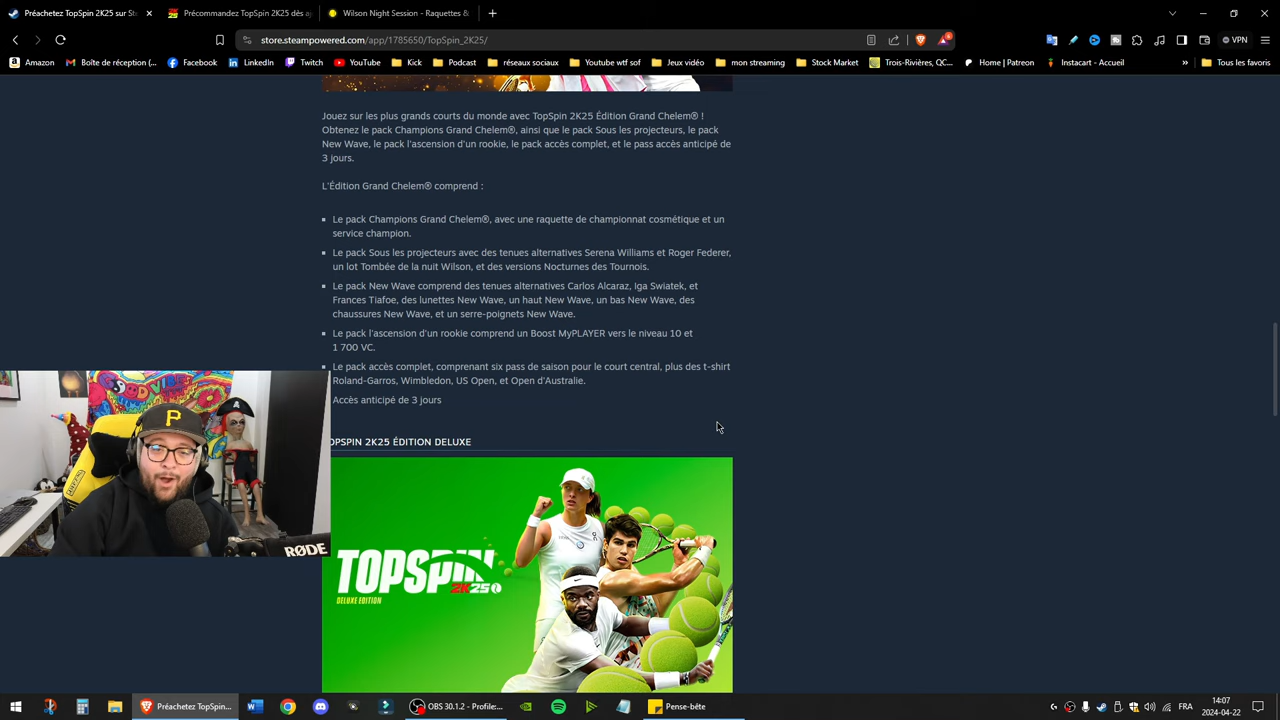 Préachetez TopSpin 2K25 sur Ste
Précommandez TopSpin 2K25 dès aj
Wilson Night Session - Raquettes &
store.steampowered.com/app/1785650/TopSpin_2K25/
VPN
Amazon
Boîte de réception (...
Facebook
LinkedIn
Twitch
YouTube
Kick
Podcast
réseaux sociaux
Youtube wtf sof
Jeux vidéo
mon streaming
Stock Market
Trois-Rivières, QC...
Home | Patreon
Instacart - Accueil
»
Tous les favoris
Jouez sur les plus grands courts du monde avec TopSpin 2K25 Édition Grand Chelem® !
Obtenez le pack Champions Grand Chelem®, ainsi que le pack Sous les projecteurs, le pack
New Wave, le pack l'ascension d'un rookie, le pack accès complet, et le pass accès anticipé de
3 jours.
L'Édition Grand Chelem® comprend :
Le pack Champions Grand Chelem®, avec une raquette de championnat cosmétique et un
service champion.
Le pack Sous les projecteurs avec des tenues alternatives Serena Williams et Roger Federer,
un lot Tombée de la nuit Wilson, et des versions Nocturnes des Tournois.
Le pack New Wave comprend des tenues alternatives Carlos Alcaraz, Iga Swiatek, et
Frances Tiafoe, des lunettes New Wave, un haut New Wave, un bas New Wave, des
chaussures New Wave, et un serre-poignets New Wave.
Le pack l'ascension d'un rookie comprend un Boost MyPLAYER vers le niveau 10 et
1 700 VC.
Le pack accès complet, comprenant six pass de saison pour le court central, plus des t-shirt
Roland-Garros, Wimbledon, US Open, et Open d'Australie.
Accès anticipé de 3 jours
OPSPIN 2K25 ÉDITION DELUXE
GOOD VIBES
P
A
RØDE
TOPSPIN
2K25
DELUXE EDITION
Préachetez TopSpin...
OBS 30.1.2 - Profile:...
Pense-bête
FRA
14:07
2024-04-22